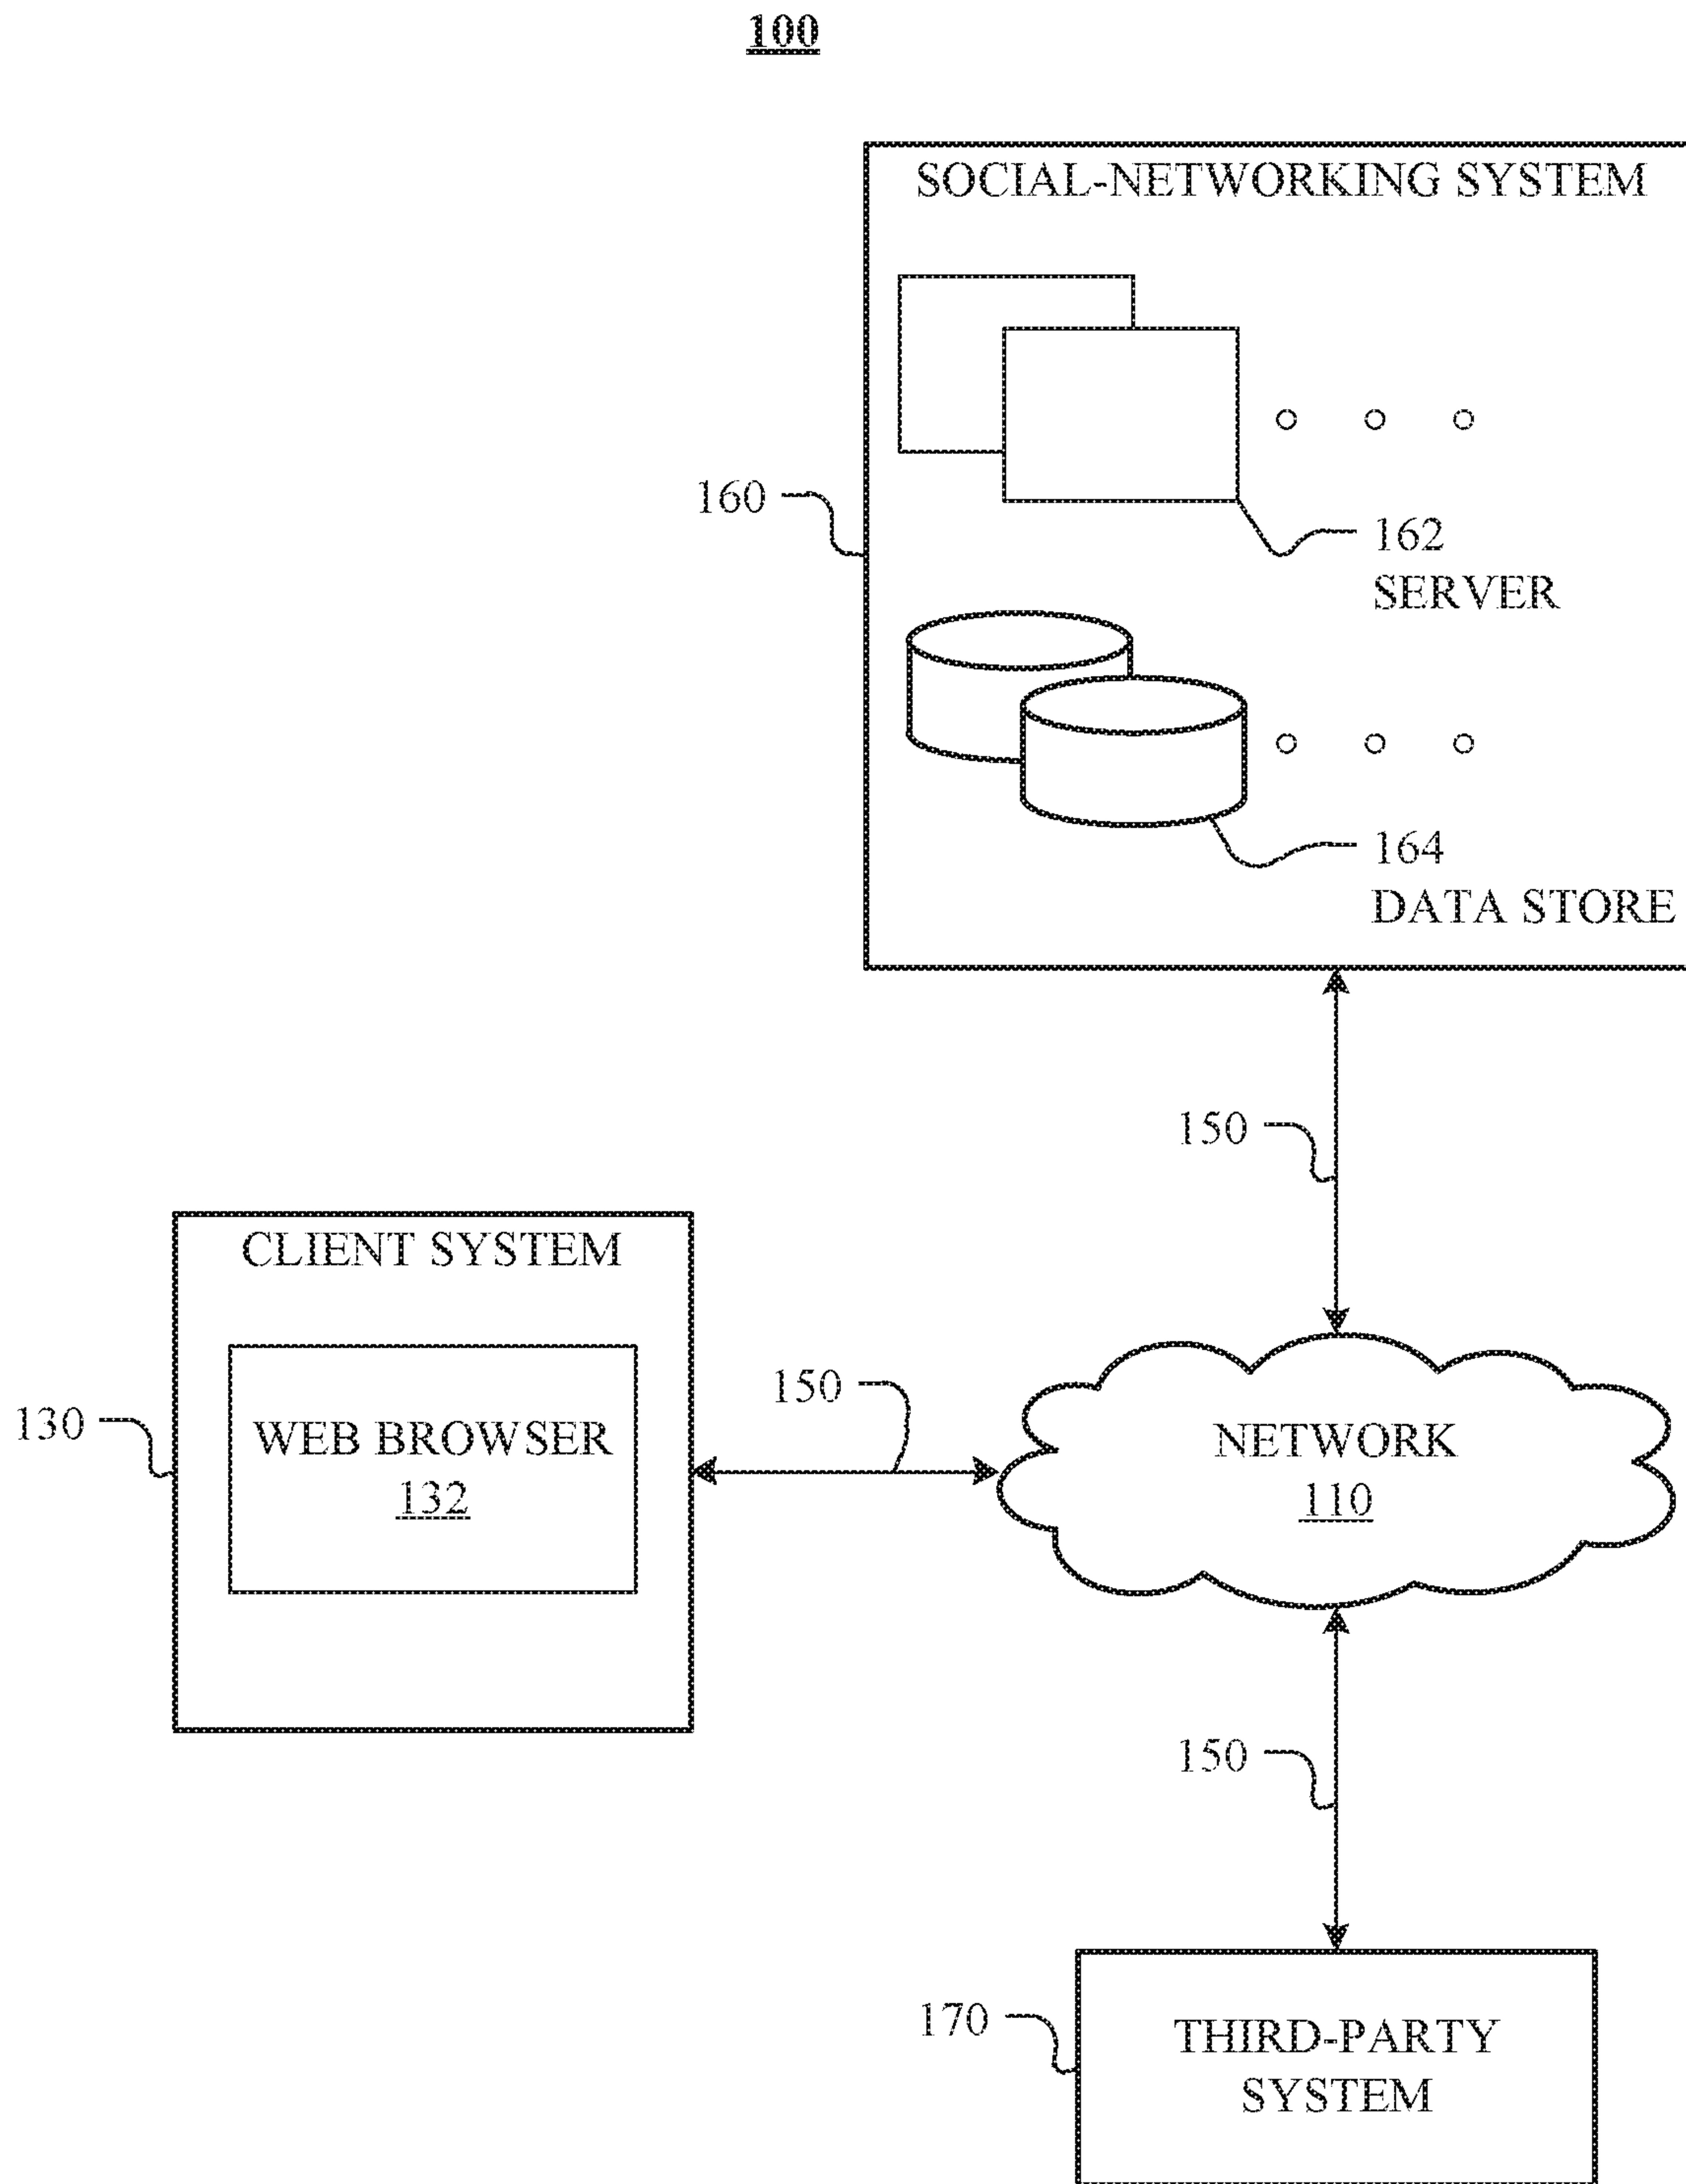 100
SOCIAL-NETWORKING SYSTEM
160
162
SERVER
164
DATA STORE
150
CLIENT SYSTEM
130
WEB BROWSER
132
150
NETWORK
110
150
170
THIRD-PARTY
SYSTEM